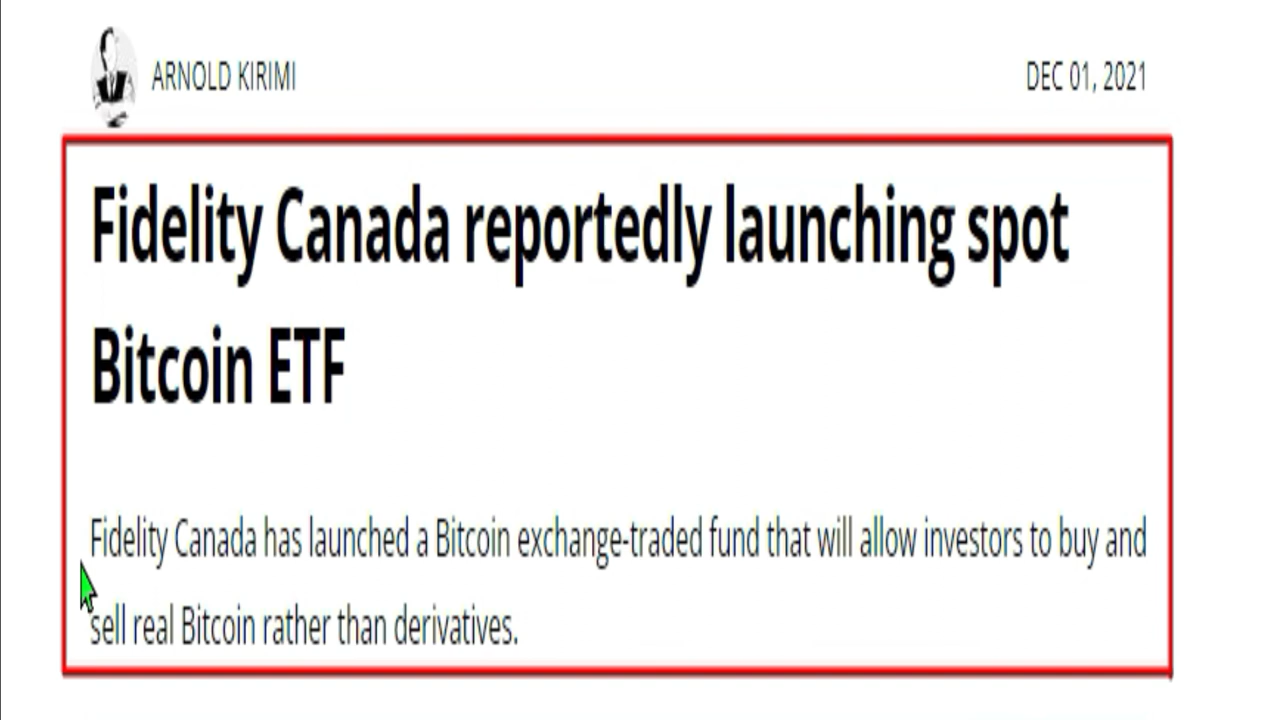 ARNOLD KIRIMI
DEC 01, 2021
Fidelity Canada reportedly launching spot
Bitcoin ETF
Fidelity Canada has launched a Bitcoin exchange-traded fund that will allow investors to buy and
sell real Bitcoin rather than derivatives.